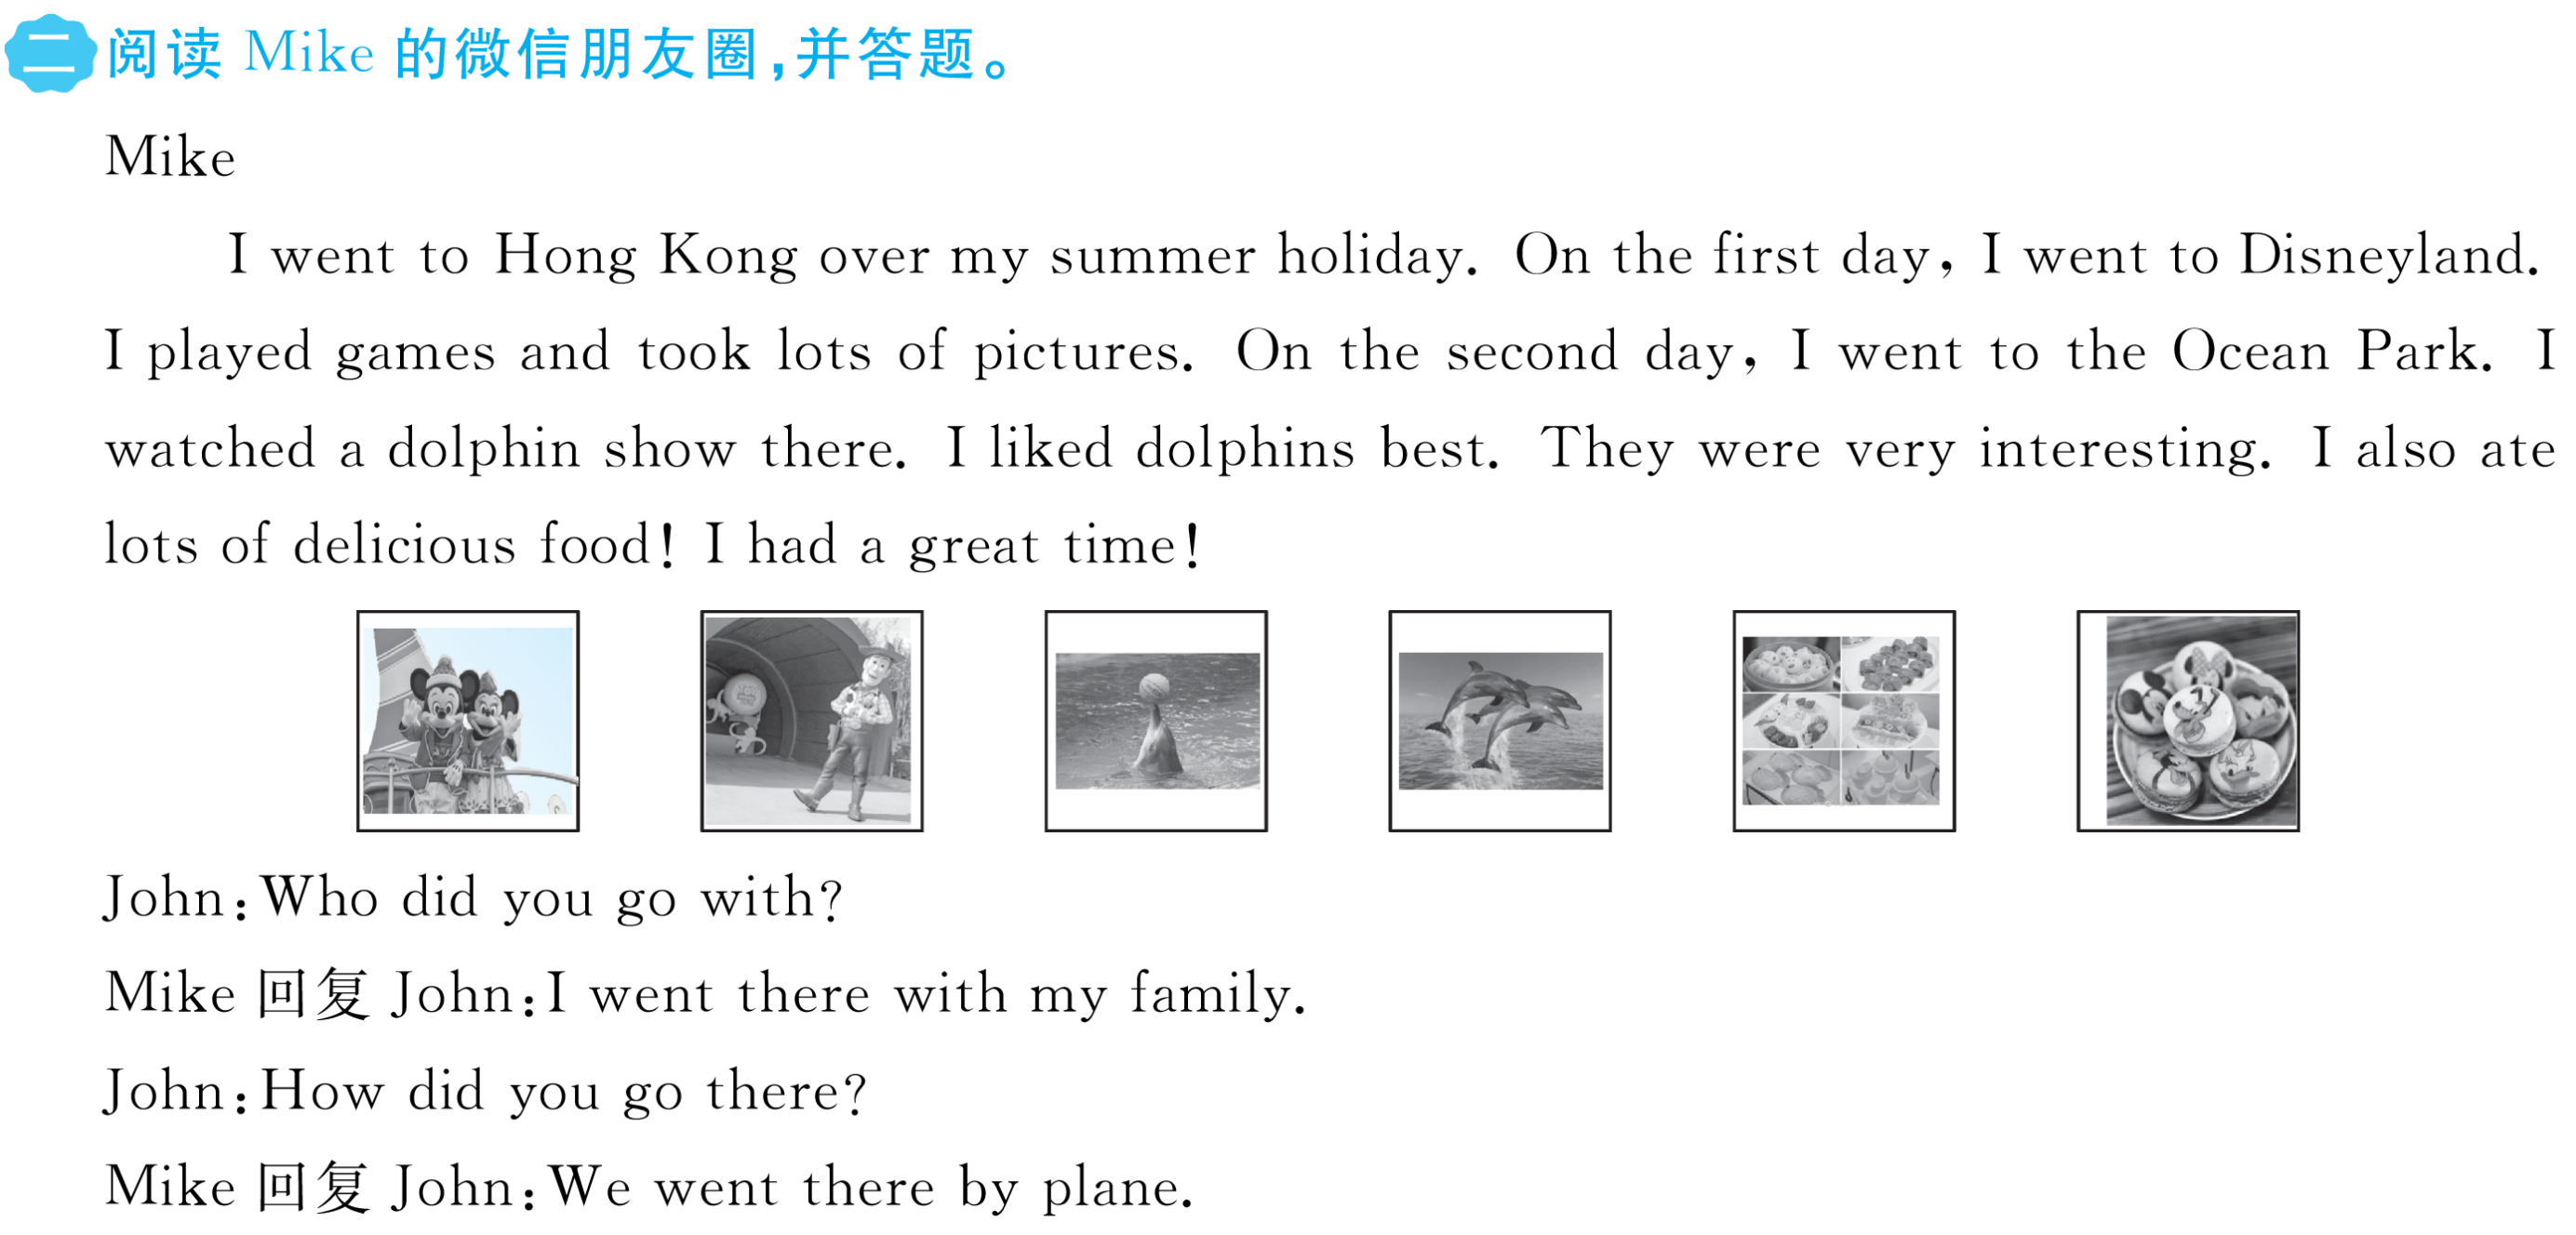 二 阅读 Mike 的微信朋友圈,并答题。
Mike
I went to Hong Kong over my summer holiday. On the first day, I went to Disneyland.
I played games and took lots of pictures. On the second day, I went to the Ocean Park. I
watched a dolphin show there. I liked dolphins best. They were very interesting. I also ate
lots of delicious food! I had a great time!
John:Who did you go with?
Mike 回复 John:I went there with my family.
John:How did you go there?
Mike 回复 John:We went there by plane.